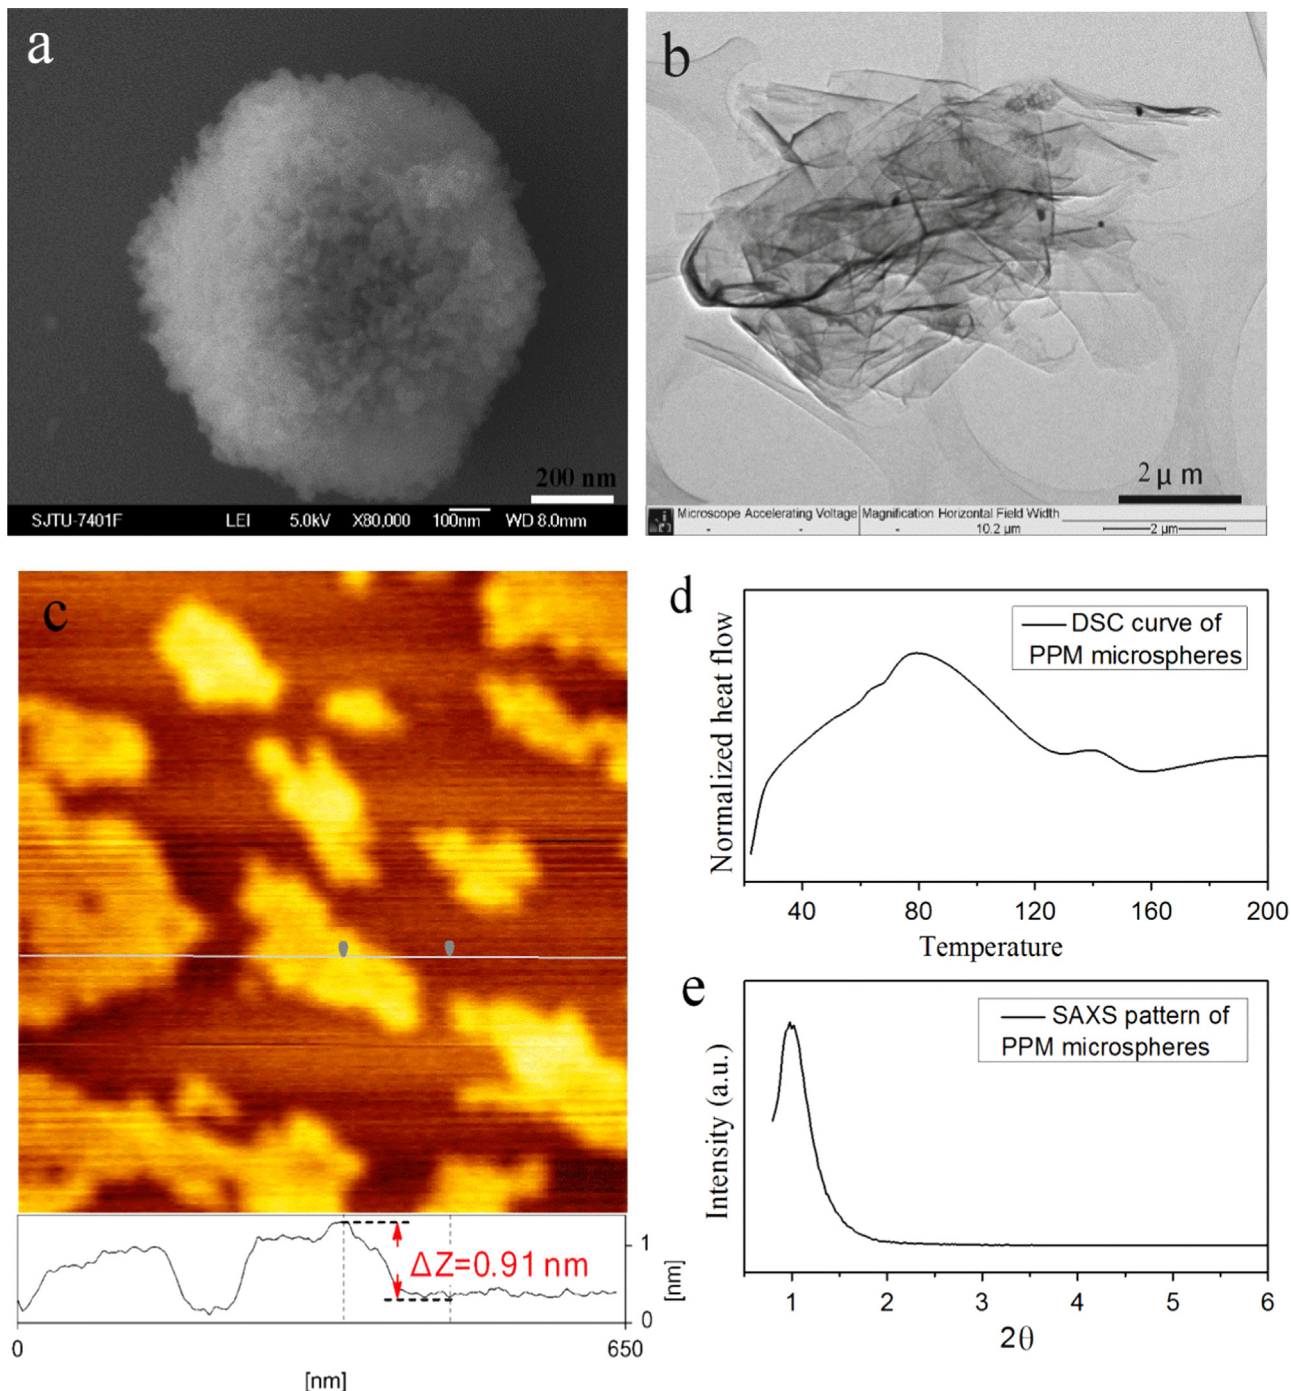 a
200 nm
SJTU-7401F LEI 5.0kV X80,000 100nm WD 8.0mm
b
2 μ m
Microscope Accelerating Voltage Magnification Horizontal Field Width
- - - 10.2 μm 2 μm
c
ΔZ=0.91 nm
1
0
[nm]
0 650
[nm]
d
Normalized heat flow
DSC curve of
PPM microspheres
40 80 120 160 200
Temperature
e
Intensity (a.u.)
SAXS pattern of
PPM microspheres
1 2 3 4 5 6
2θ